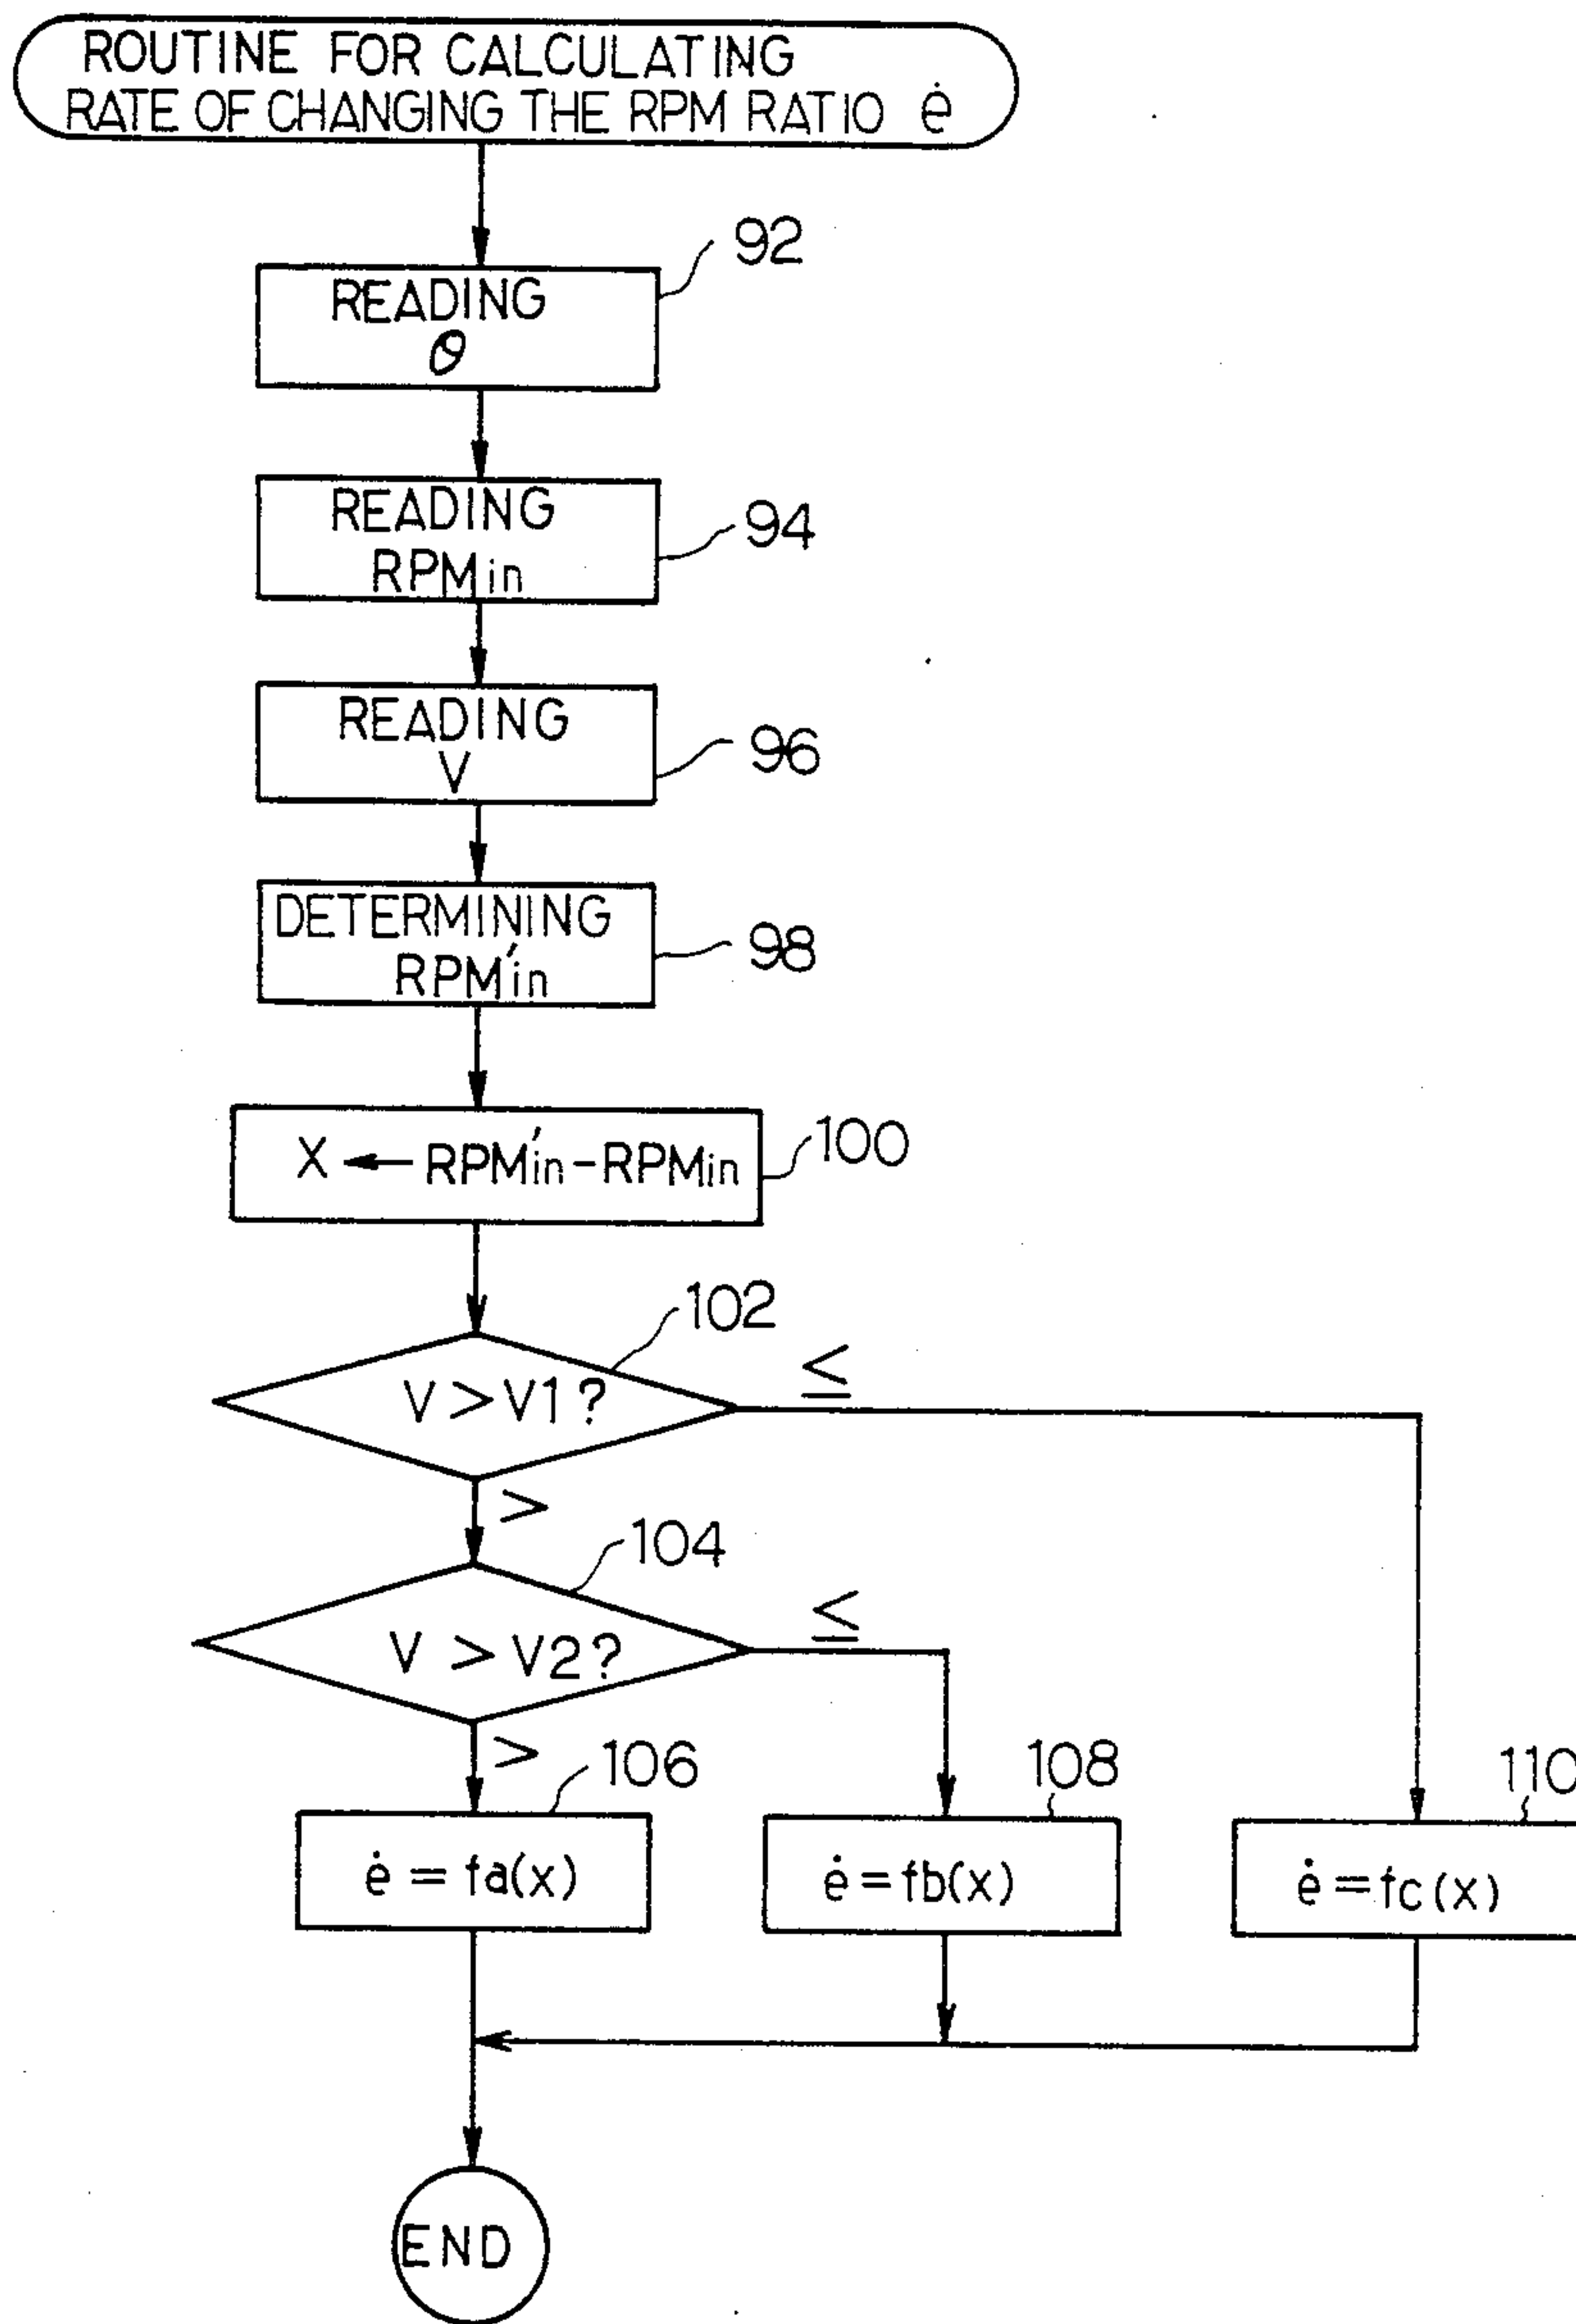 ROUTINE FOR CALCULATING
RATE OF CHANGING THE RPM RATIO ė
92
READING
θ
94
READING
RPMin
96
READING
V
98
DETERMINING
RPM'in
100
X ← RPM'in-RPMin
102
V > V1?
≤
>
104
V > V2?
≤
>
106
ė = fa(x)
108
ė = fb(x)
110
ė = fc(x)
END